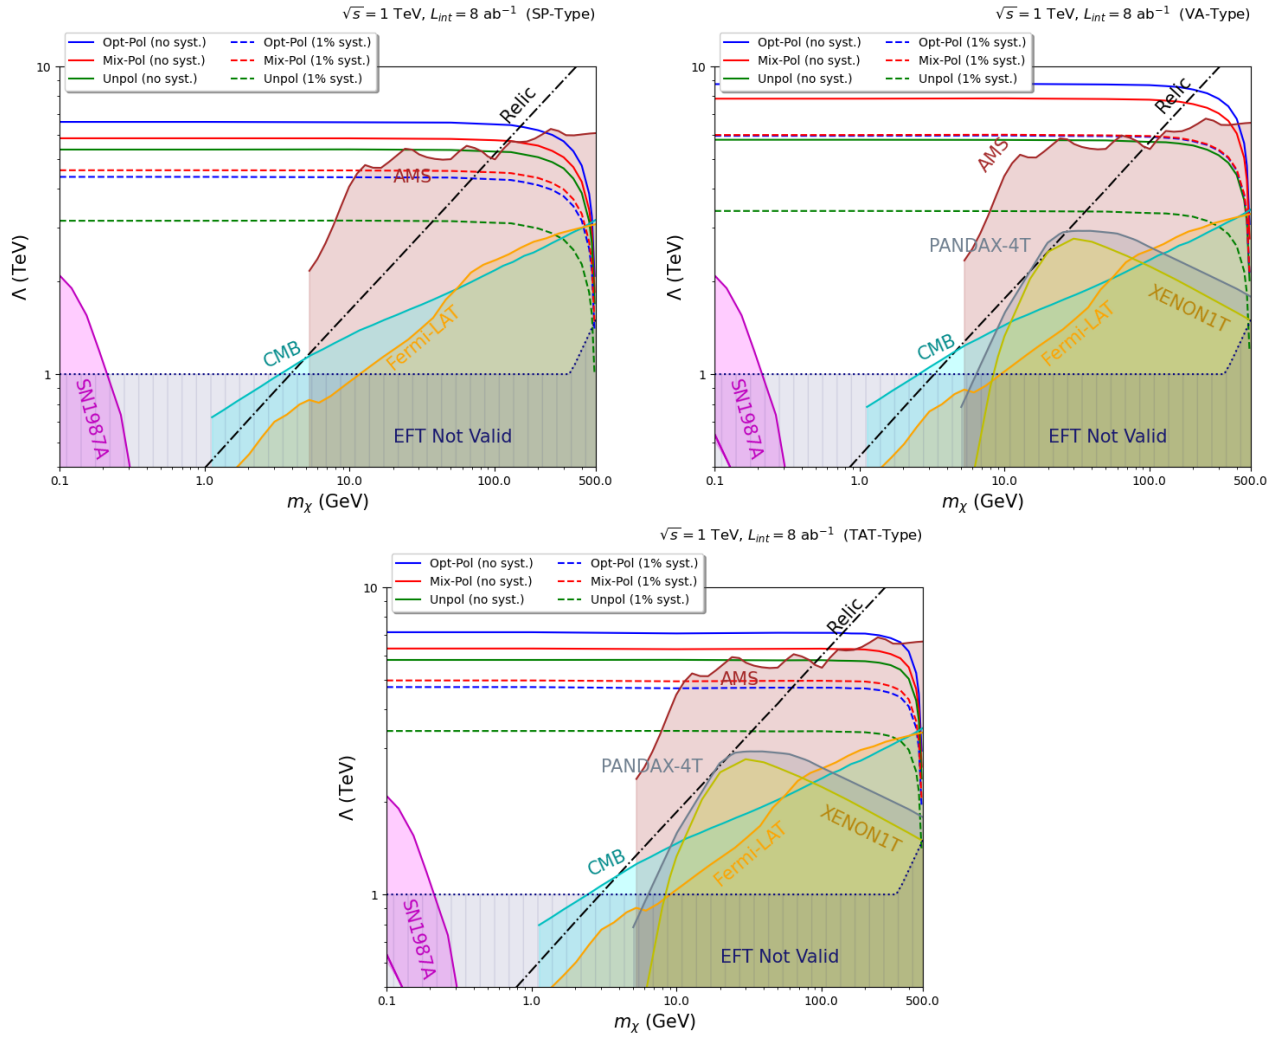 √s = 1 TeV, L_int = 8 ab⁻¹ (SP-Type)
Opt-Pol (no syst.) Opt-Pol (1% syst.)
Mix-Pol (no syst.) Mix-Pol (1% syst.)
Unpol (no syst.) Unpol (1% syst.)
10
1
Λ (TeV)
Relic
AMS
CMB
Fermi-LAT
SN1987A
EFT Not Valid
0.1 1.0 10.0 100.0 500.0
m_χ (GeV)
√s = 1 TeV, L_int = 8 ab⁻¹ (VA-Type)
Opt-Pol (no syst.) Opt-Pol (1% syst.)
Mix-Pol (no syst.) Mix-Pol (1% syst.)
Unpol (no syst.) Unpol (1% syst.)
10
1
Λ (TeV)
Relic
AMS
PANDAX-4T
XENON1T
CMB
Fermi-LAT
SN1987A
EFT Not Valid
0.1 1.0 10.0 100.0 500.0
m_χ (GeV)
√s = 1 TeV, L_int = 8 ab⁻¹ (TAT-Type)
Opt-Pol (no syst.) Opt-Pol (1% syst.)
Mix-Pol (no syst.) Mix-Pol (1% syst.)
Unpol (no syst.) Unpol (1% syst.)
10
1
Λ (TeV)
Relic
AMS
PANDAX-4T
XENON1T
CMB
Fermi-LAT
SN1987A
EFT Not Valid
0.1 1.0 10.0 100.0 500.0
m_χ (GeV)